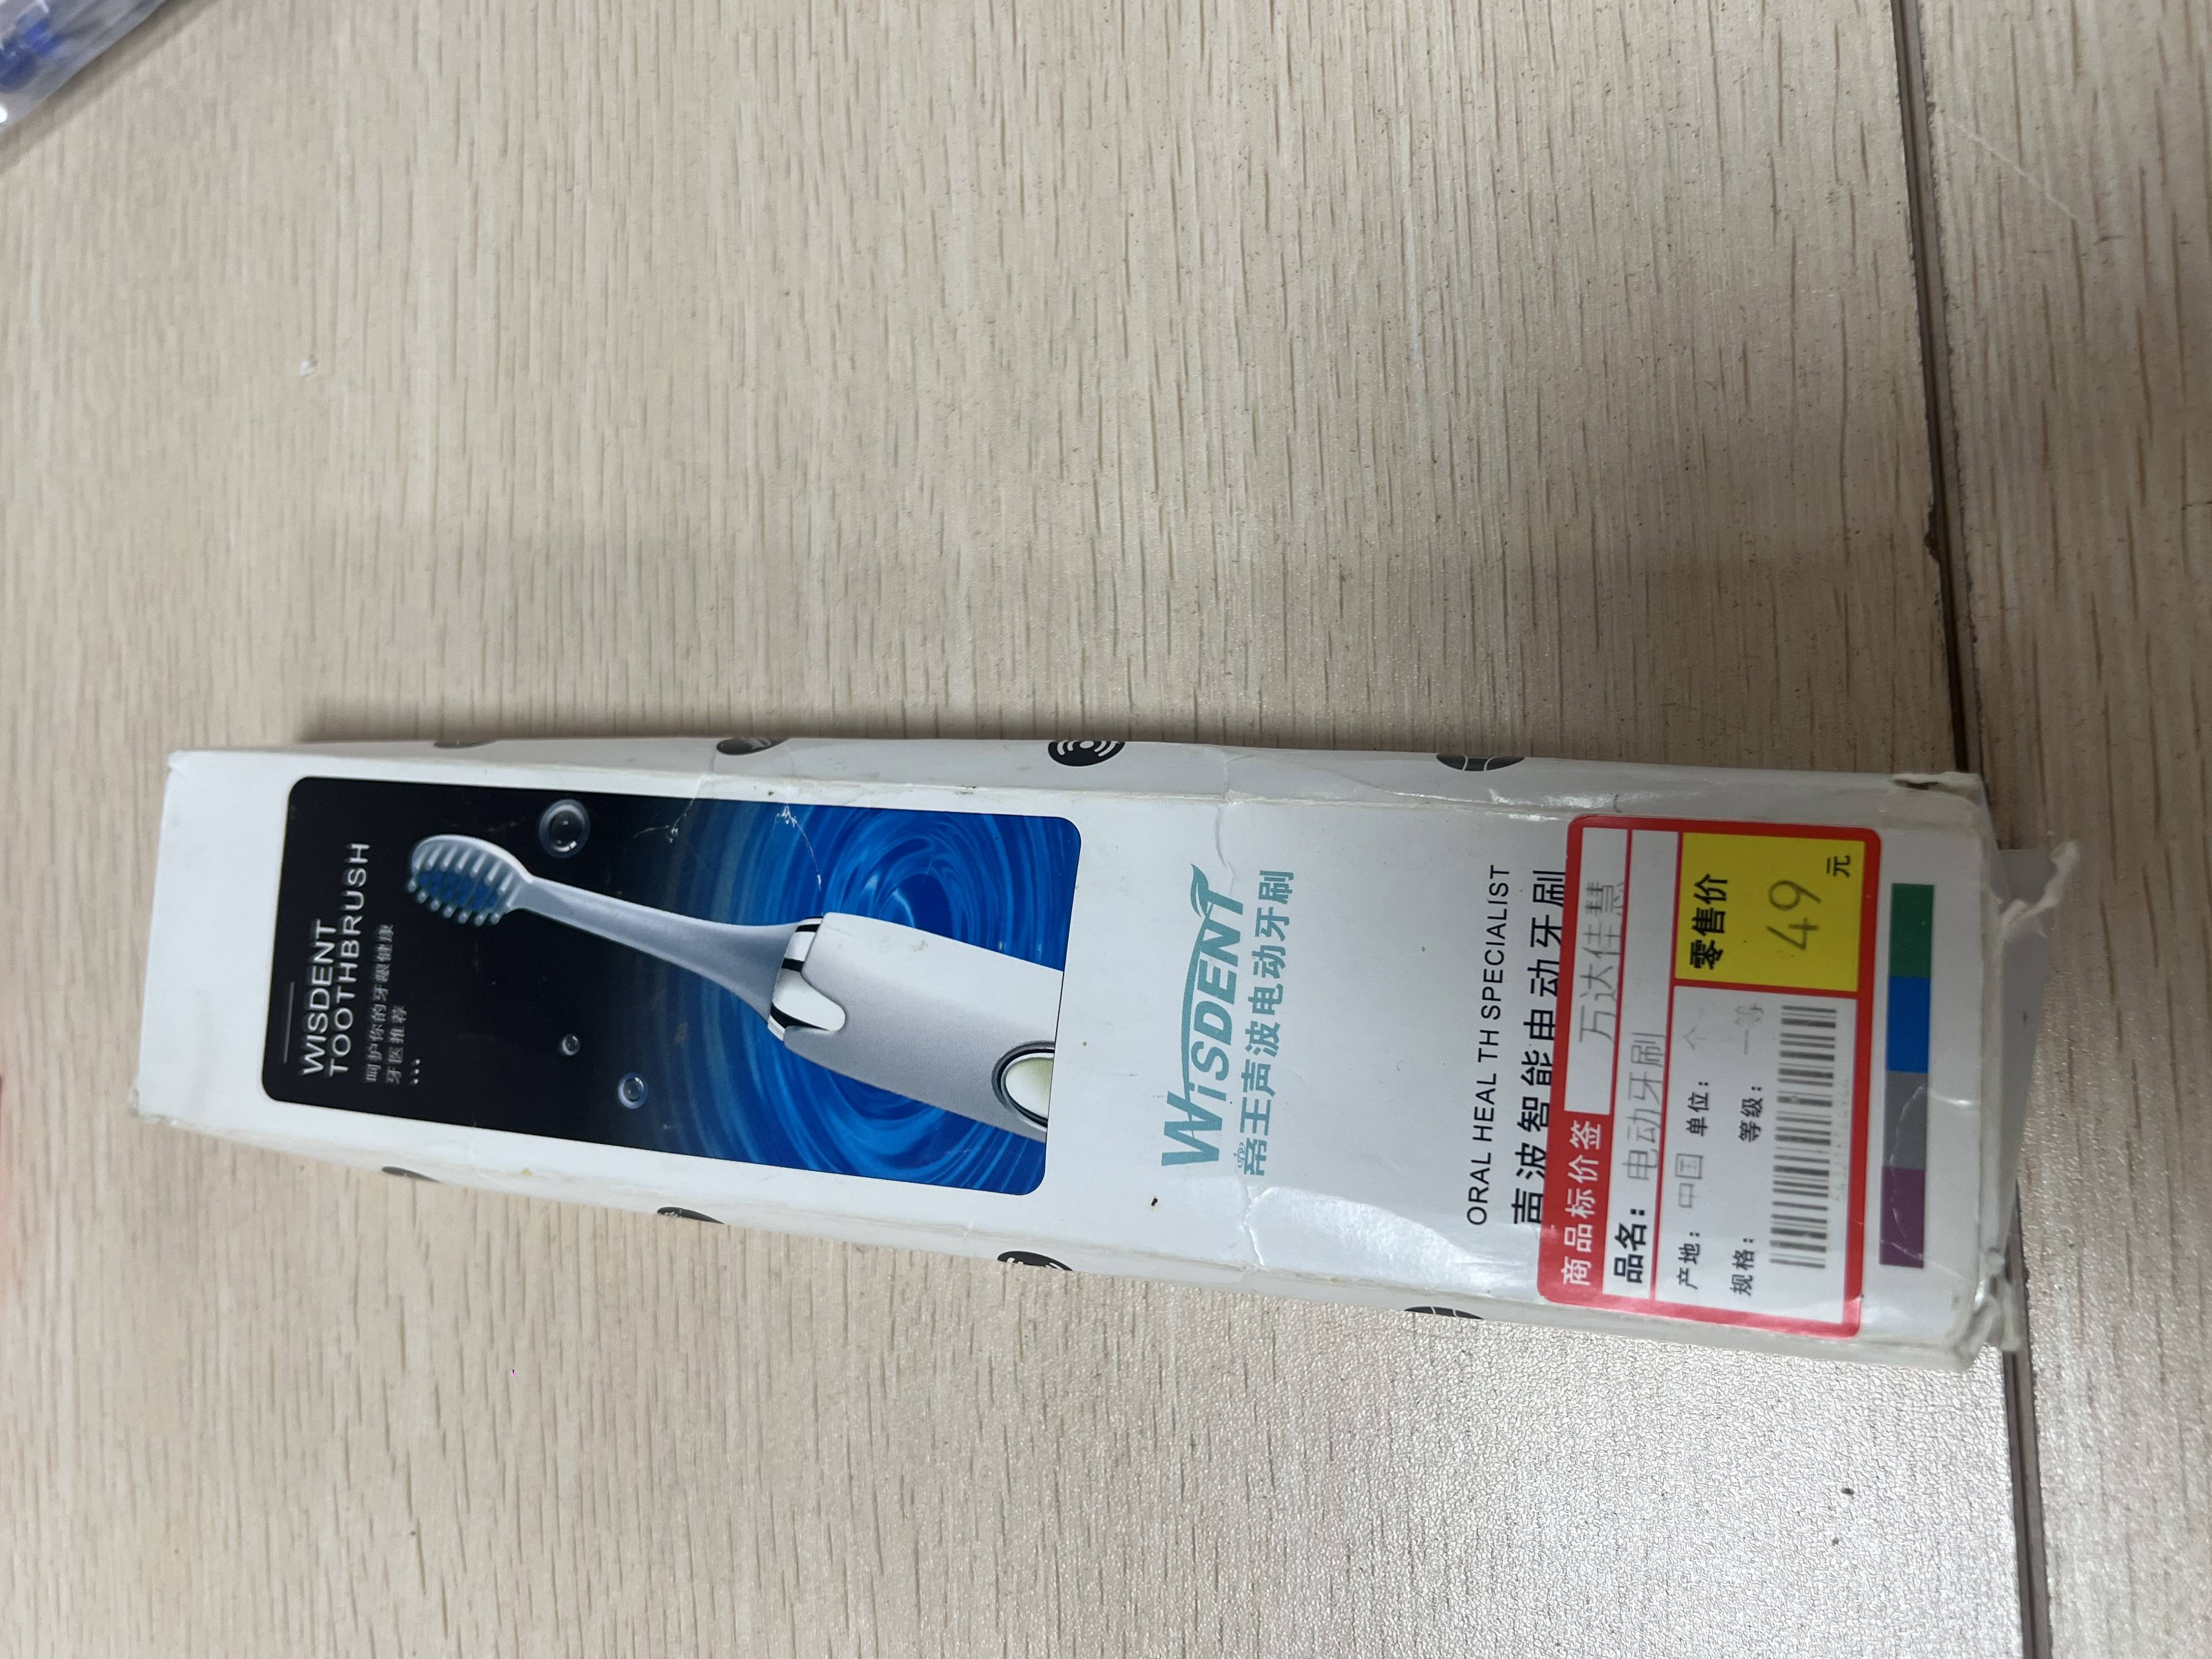 WISDENT
TOOTHBRUSH
呵护你的牙龈健康
牙医推荐
WiSDENT
帝王声波电动牙刷
ORAL HEALTH SPECIALIST
声波智能电动牙刷
商品标价签 万达佳慧
品名: 电动牙刷
产地: 中国 单位: 个
规格: 等级: 一等
零售价
49 元